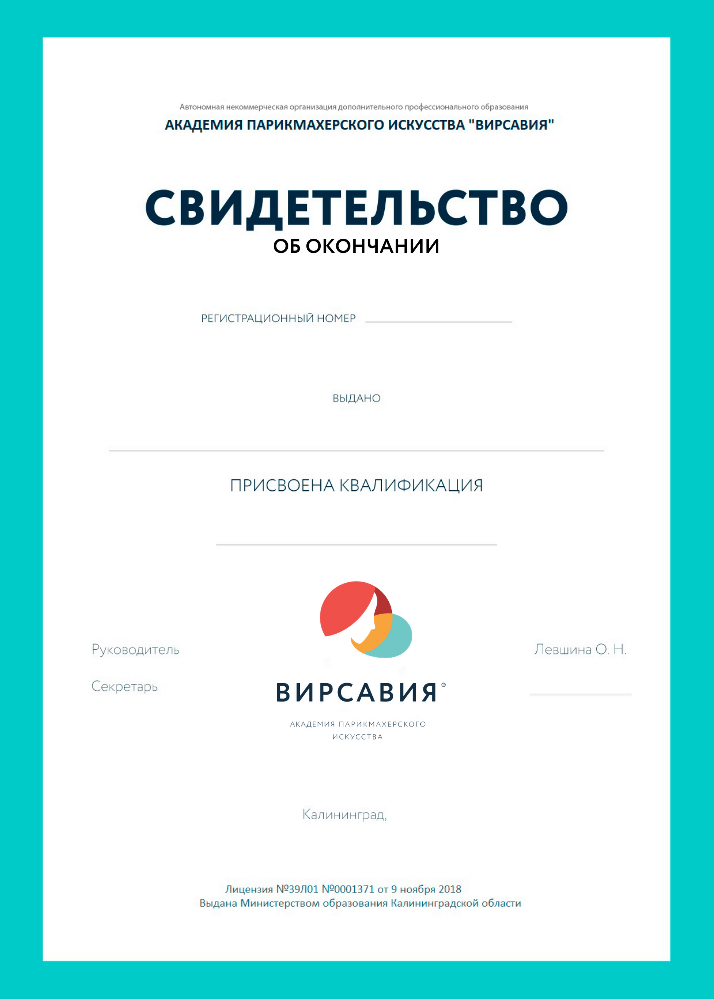 Автономная некоммерческая организация дополнительного профессионального образования
АКАДЕМИЯ ПАРИКМАХЕРСКОГО ИСКУССТВА "ВИРСАВИЯ"
СВИДЕТЕЛЬСТВО
ОБ ОКОНЧАНИИ
РЕГИСТРАЦИОННЫЙ НОМЕР
ВЫДАНО
ПРИСВОЕНА КВАЛИФИКАЦИЯ
Руководитель
Левшина О. Н.
Секретарь
ВИРСАВИЯ®
АКАДЕМИЯ ПАРИКМАХЕРСКОГО
ИСКУССТВА
Калининград,
Лицензия №39Л01 №0001371 от 9 ноября 2018
Выдана Министерством образования Калининградской области